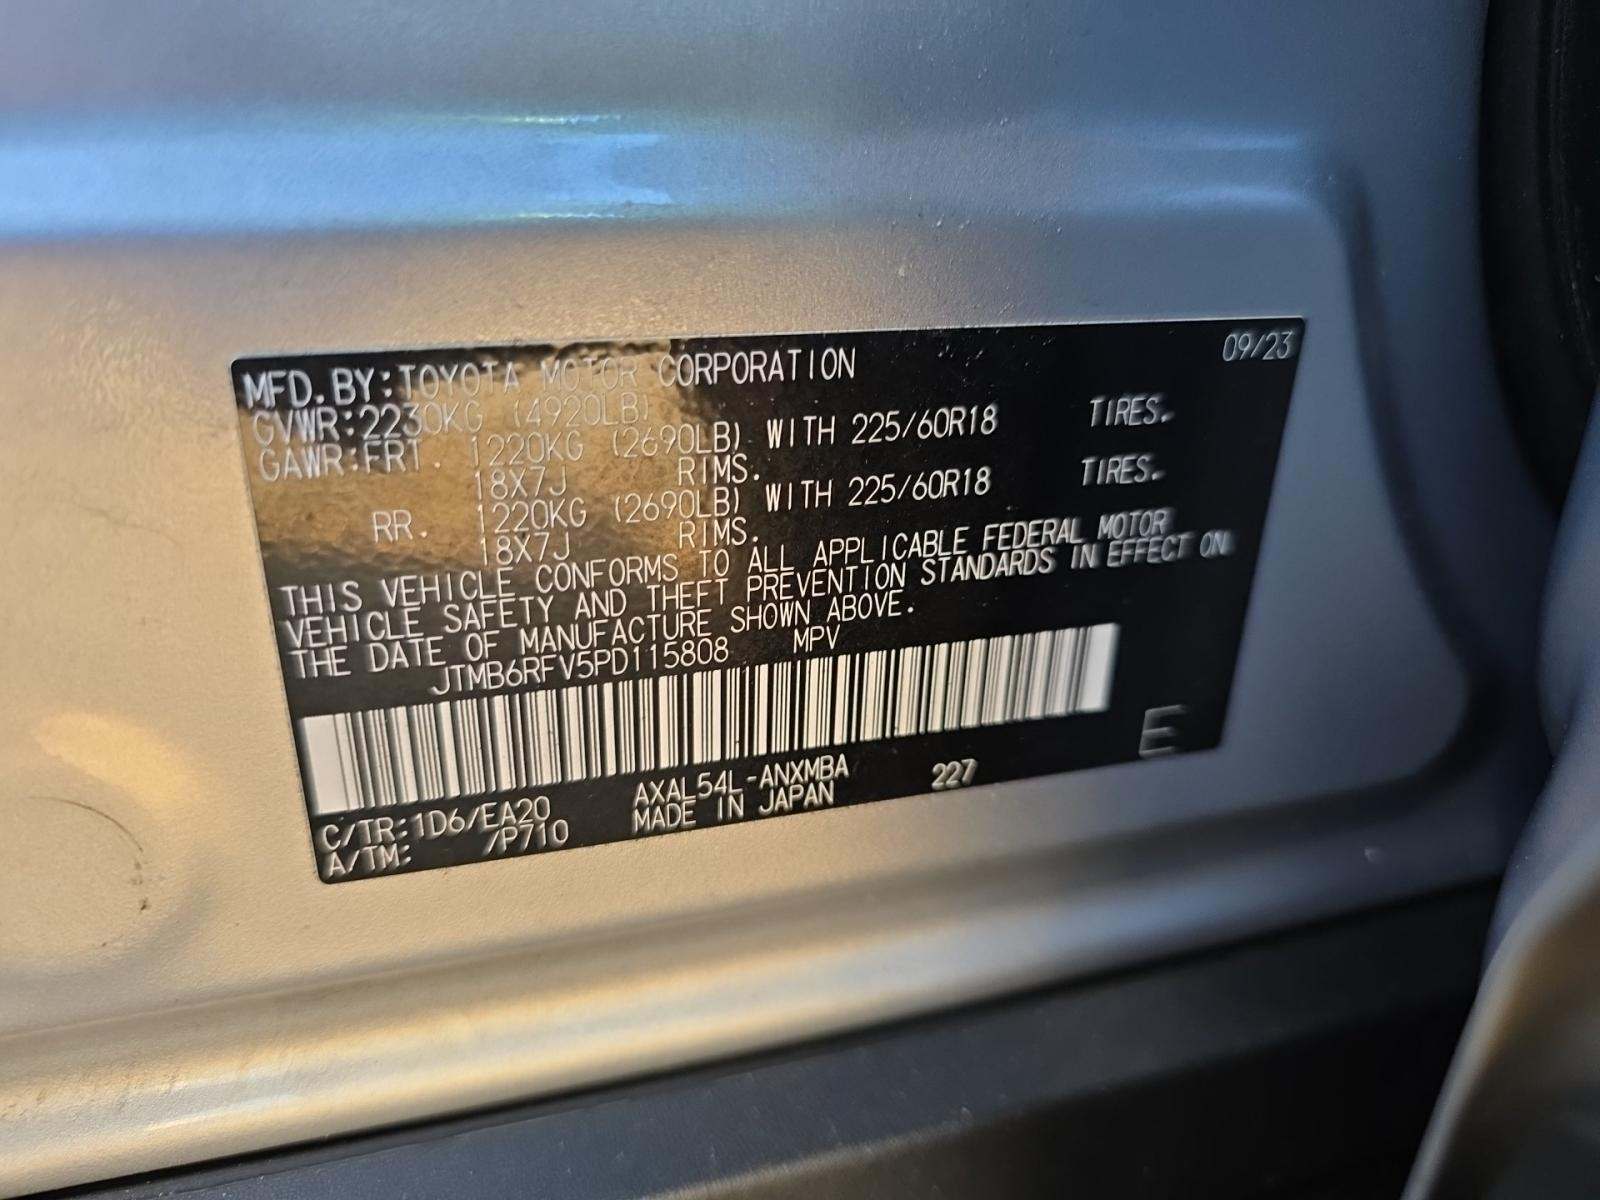 09/23
MFD.BY:TOYOTA MOTOR CORPORATION
GVWR:2230KG (4920LB)
GAWR:FRT. 1220KG (2690LB) WITH 225/60R18 TIRES.
18X7J RIMS.
RR. 1220KG (2690LB) WITH 225/60R18 TIRES.
18X7J RIMS.
THIS VEHICLE CONFORMS TO ALL APPLICABLE FEDERAL MOTOR
VEHICLE SAFETY AND THEFT PREVENTION STANDARDS IN EFFECT ON
THE DATE OF MANUFACTURE SHOWN ABOVE.
JTMB6RFV5PD115808 MPV
E
C/TR:1D6/EA20 AXAL54L-ANXMBA 227
A/TM: /P710 MADE IN JAPAN